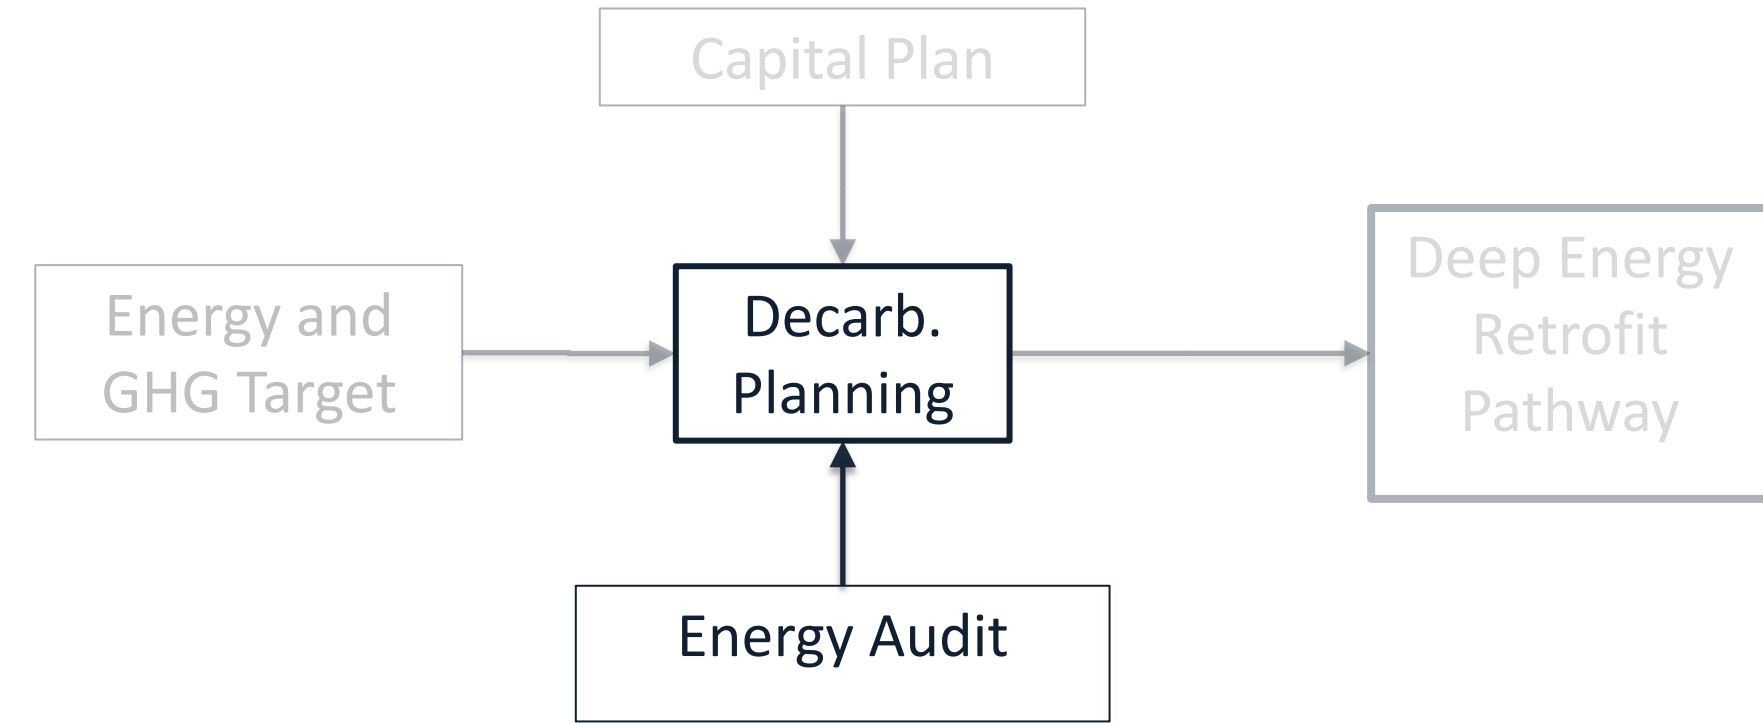 Capital Plan
Energy and
GHG Target
Decarb.
Planning
Deep Energy
Retrofit
Pathway
Energy Audit